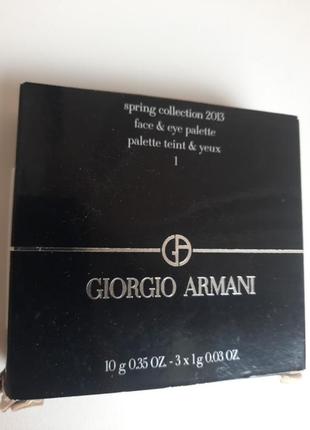 spring collection 2013
face & eye palette
palette teint & yeux
1
GA
GIORGIO ARMANI
10 g 0.35 OZ. - 3 x 1 g 0.03 OZ.